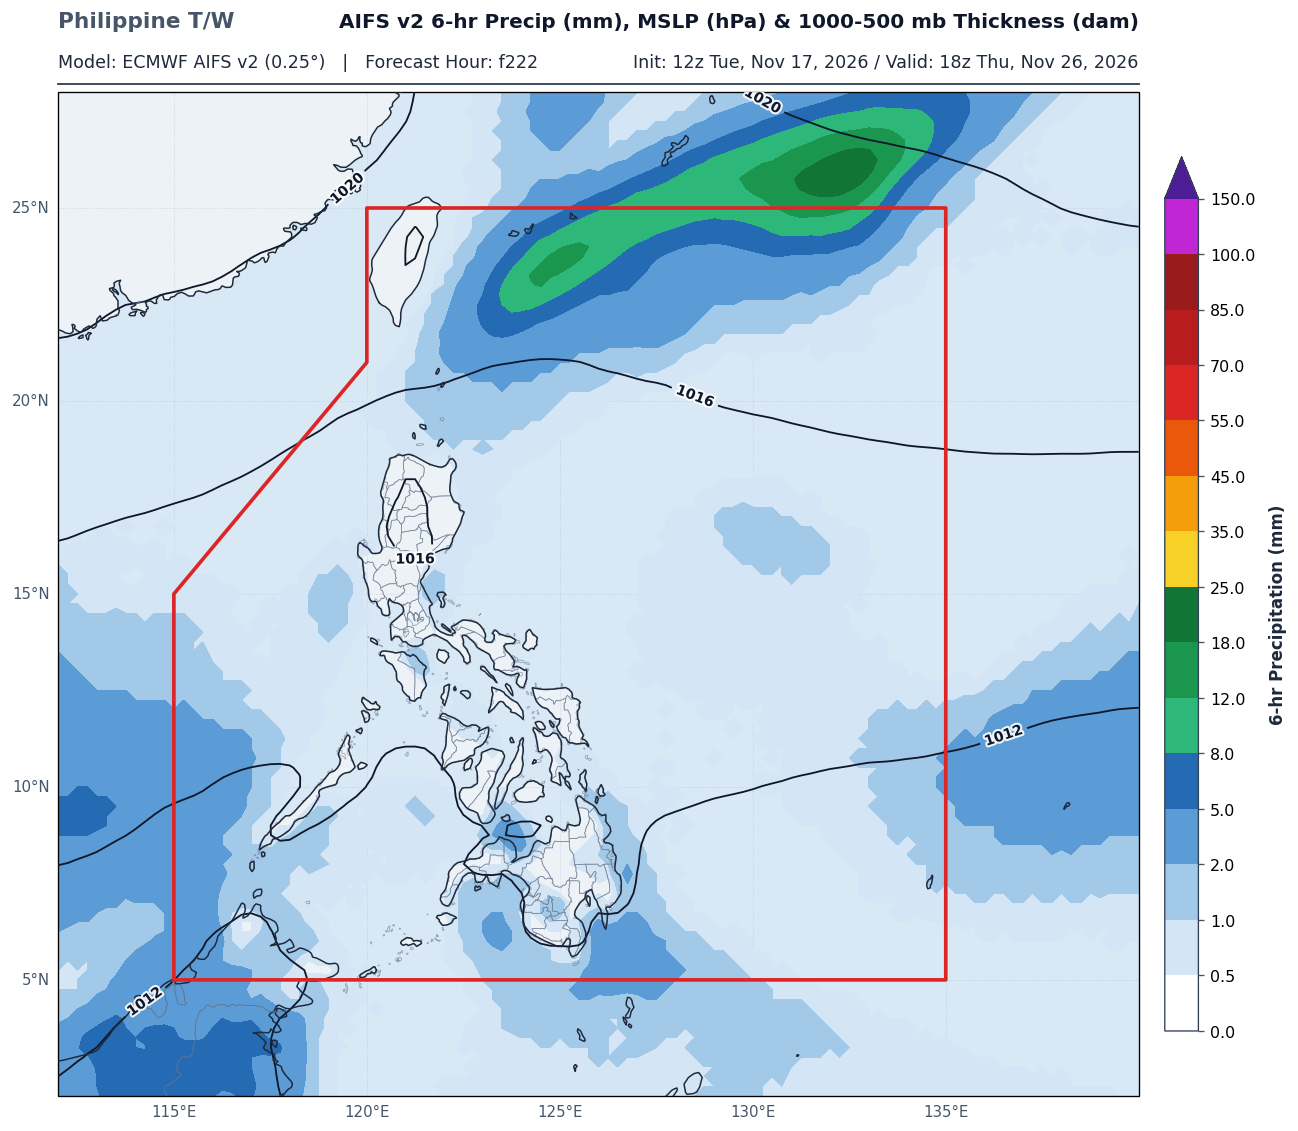 Philippine T/W
AIFS v2 6-hr Precip (mm), MSLP (hPa) & 1000-500 mb Thickness (dam)
Model: ECMWF AIFS v2 (0.25°) | Forecast Hour: f222
Init: 12z Tue, Nov 17, 2026 / Valid: 18z Thu, Nov 26, 2026
1020
1020
1016
1016
1012
1012
25°N
20°N
15°N
10°N
5°N
115°E
120°E
125°E
130°E
135°E
150.0
100.0
85.0
70.0
55.0
45.0
35.0
25.0
18.0
12.0
8.0
5.0
2.0
1.0
0.5
0.0
6-hr Precipitation (mm)